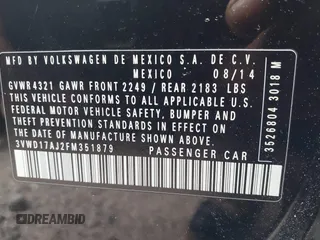 MFD BY VOLKSWAGEN DE MEXICO S.A. DE C.V.
MEXICO 08/14
GVWR4321 GAWR FRONT 2249 / REAR 2183 LBS
THIS VEHICLE CONFORMS TO ALL APPLICABLE
FEDERAL MOTOR VEHICLE SAFETY, BUMPER AND
THEFT PREVENTION STANDARDS IN EFFECT ON THE DATE OF
MANUFACTURE SHOWN ABOVE.
3VWD17AJ2FM351879
PASSENGER CAR
3526804 3018 M
DREAMBID